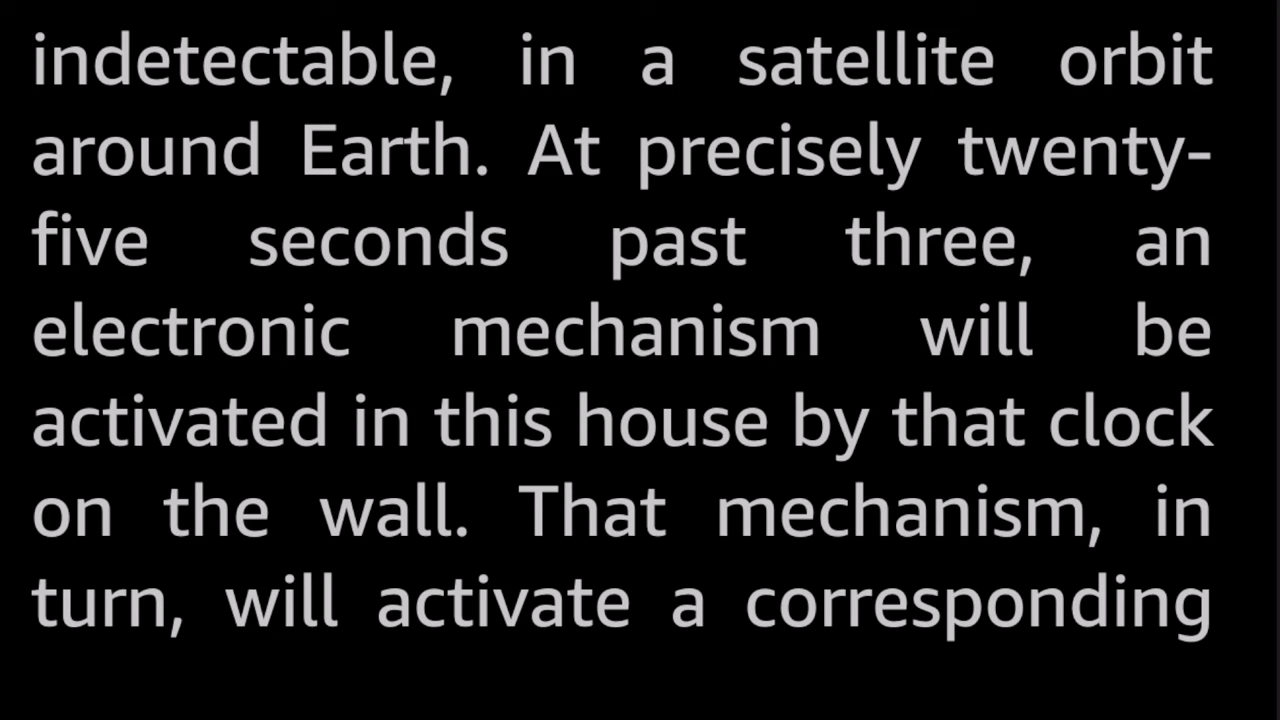 indetectable, in a satellite orbit
around Earth. At precisely twenty-
five seconds past three, an
electronic mechanism will be
activated in this house by that clock
on the wall. That mechanism, in
turn, will activate a corresponding